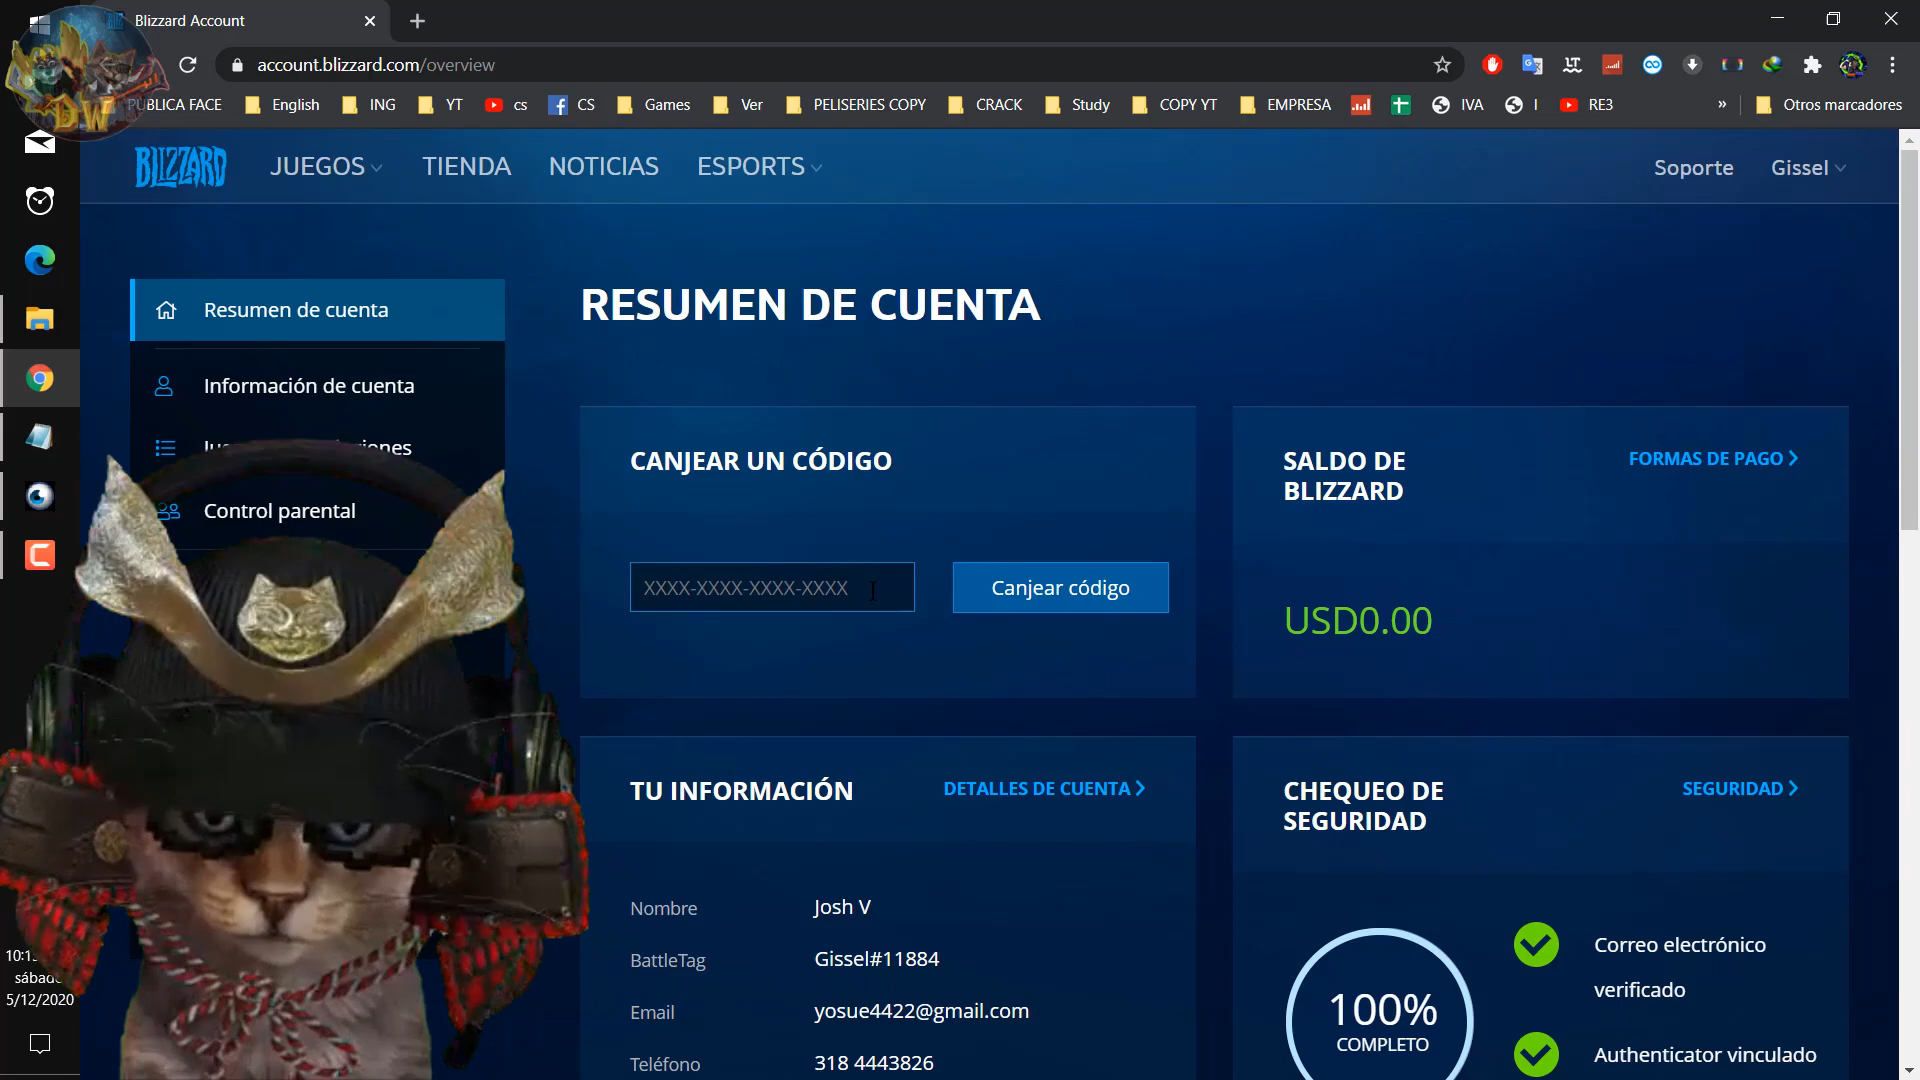 Blizzard Account
account.blizzard.com/overview
PUBLICA FACE
English
ING
YT
cs
CS
Games
Ver
PELISERIES COPY
CRACK
Study
COPY YT
EMPRESA
IVA
I
RE3
»
Otros marcadores
DW
BLIZZARD
JUEGOS
TIENDA
NOTICIAS
ESPORTS
Soporte
Gissel
Resumen de cuenta
Información de cuenta
Control parental
RESUMEN DE CUENTA
CANJEAR UN CÓDIGO
XXXX-XXXX-XXXX-XXXX
Canjear código
SALDO DE
BLIZZARD
FORMAS DE PAGO
USD0.00
TU INFORMACIÓN
DETALLES DE CUENTA
Nombre
Josh V
BattleTag
Gissel#11884
Email
yosue4422@gmail.com
Teléfono
318 4443826
CHEQUEO DE
SEGURIDAD
SEGURIDAD
100%
COMPLETO
Correo electrónico
verificado
Authenticator vinculado
5/12/2020